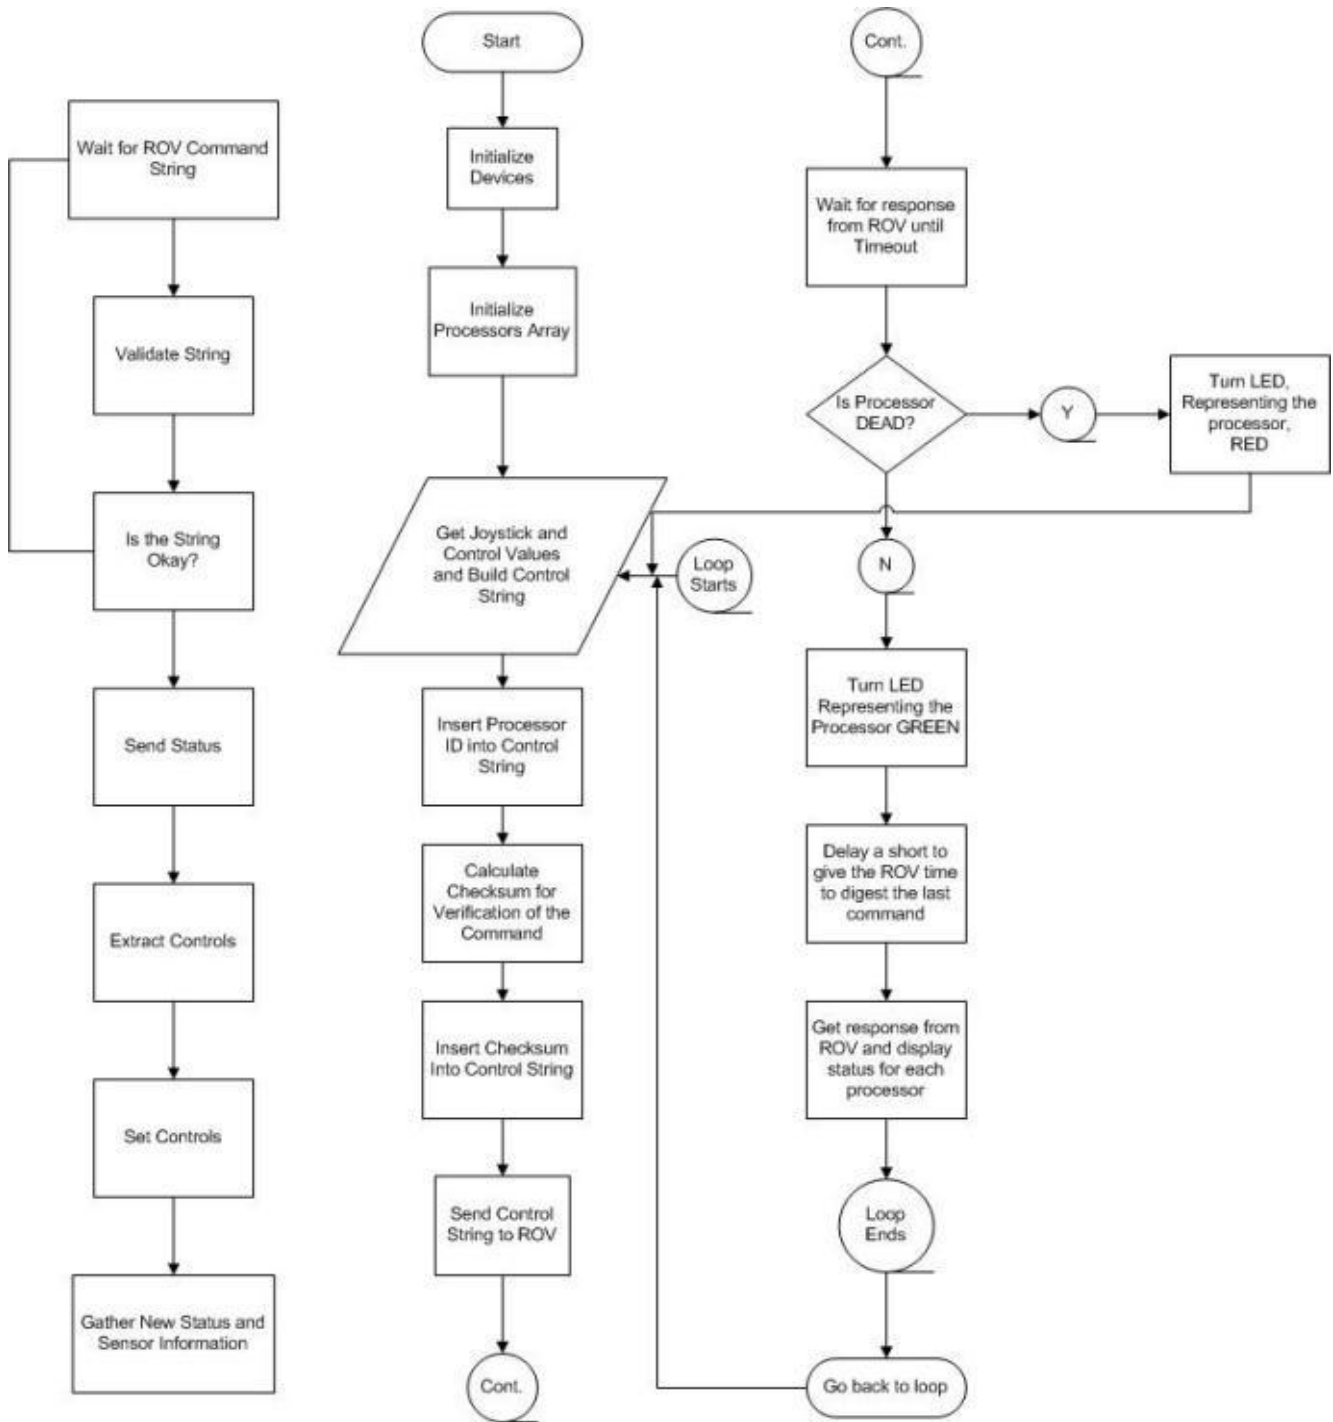 Wait for ROV Command
String
Validate String
Is the String
Okay?
Send Status
Extract Controls
Set Controls
Gather New Status and
Sensor Information
Start
Initialize
Devices
Initialize
Processors Array
Get Joystick and
Control Values
and Build Control
String
Loop
Starts
Insert Processor
ID into Control
String
Calculate
Checksum for
Verification of the
Command
Insert Checksum
Into Control String
Send Control
String to ROV
Cont.
Cont.
Wait for response
from ROV until
Timeout
Is Processor
DEAD?
Y
Turn LED,
Representing the
processor,
RED
N
Turn LED
Representing the
Processor GREEN
Delay a short to
give the ROV time
to digest the last
command
Get response from
ROV and display
status for each
processor
Loop
Ends
Go back to loop